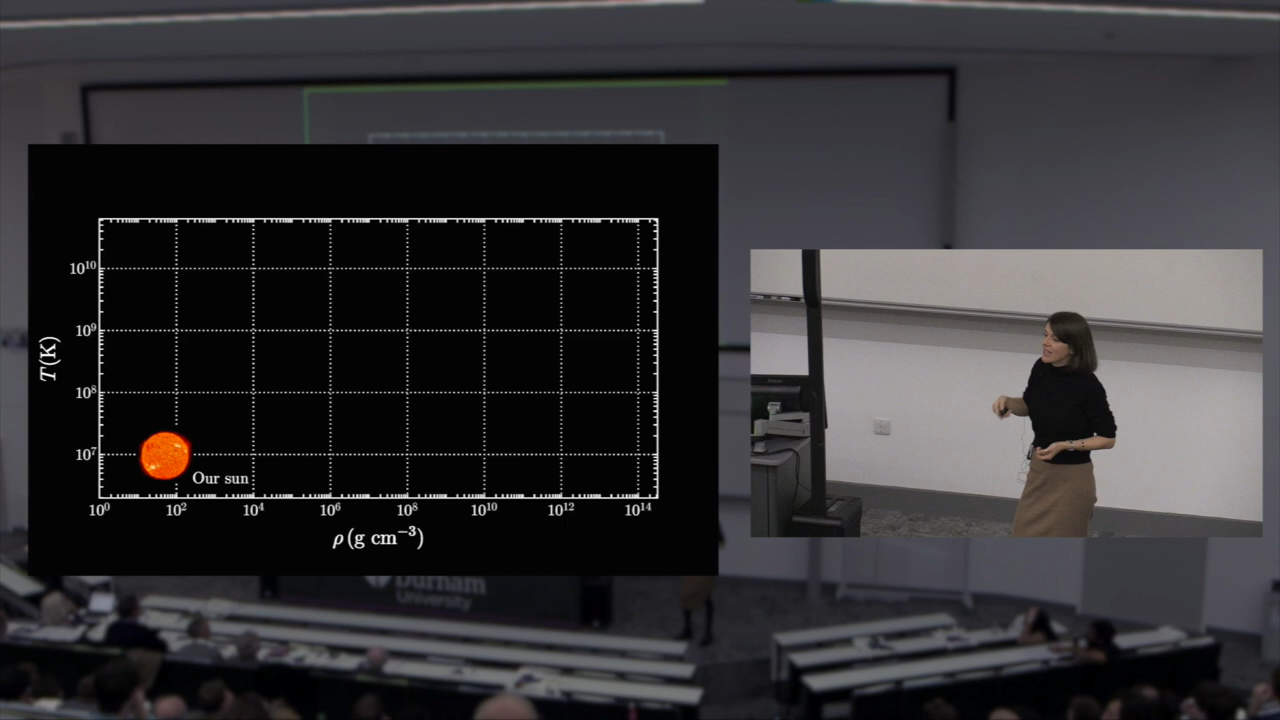 10¹⁰
10⁹
T(K)
10⁸
10⁷
Our sun
10⁰ 10² 10⁴ 10⁶ 10⁸ 10¹⁰ 10¹² 10¹⁴
ρ (g cm⁻³)
Durham
University